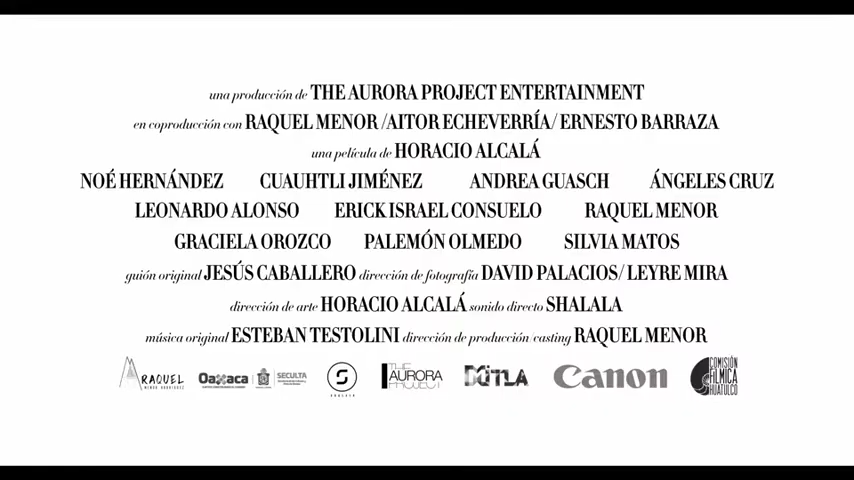 una producción de THE AURORA PROJECT ENTERTAINMENT
en coproducción con RAQUEL MENOR /AITOR ECHEVERRÍA/ ERNESTO BARRAZA
una película de HORACIO ALCALÁ
NOÉ HERNÁNDEZ CUAUHTLI JIMÉNEZ ANDREA GUASCH ÁNGELES CRUZ
LEONARDO ALONSO ERICK ISRAEL CONSUELO RAQUEL MENOR
GRACIELA OROZCO PALEMÓN OLMEDO SILVIA MATOS
guión original JESÚS CABALLERO dirección de fotografía DAVID PALACIOS/ LEYRE MIRA
dirección de arte HORACIO ALCALÁ sonido directo SHALALA
música original ESTEBAN TESTOLINI dirección de producción/casting RAQUEL MENOR
RAQUEL
Oaxaca
SECULTA
S
SHALALA
THE
AURORA
PROJECT
MITLA
Canon
COMISIÓN
FÍLMICA
HUATULCO